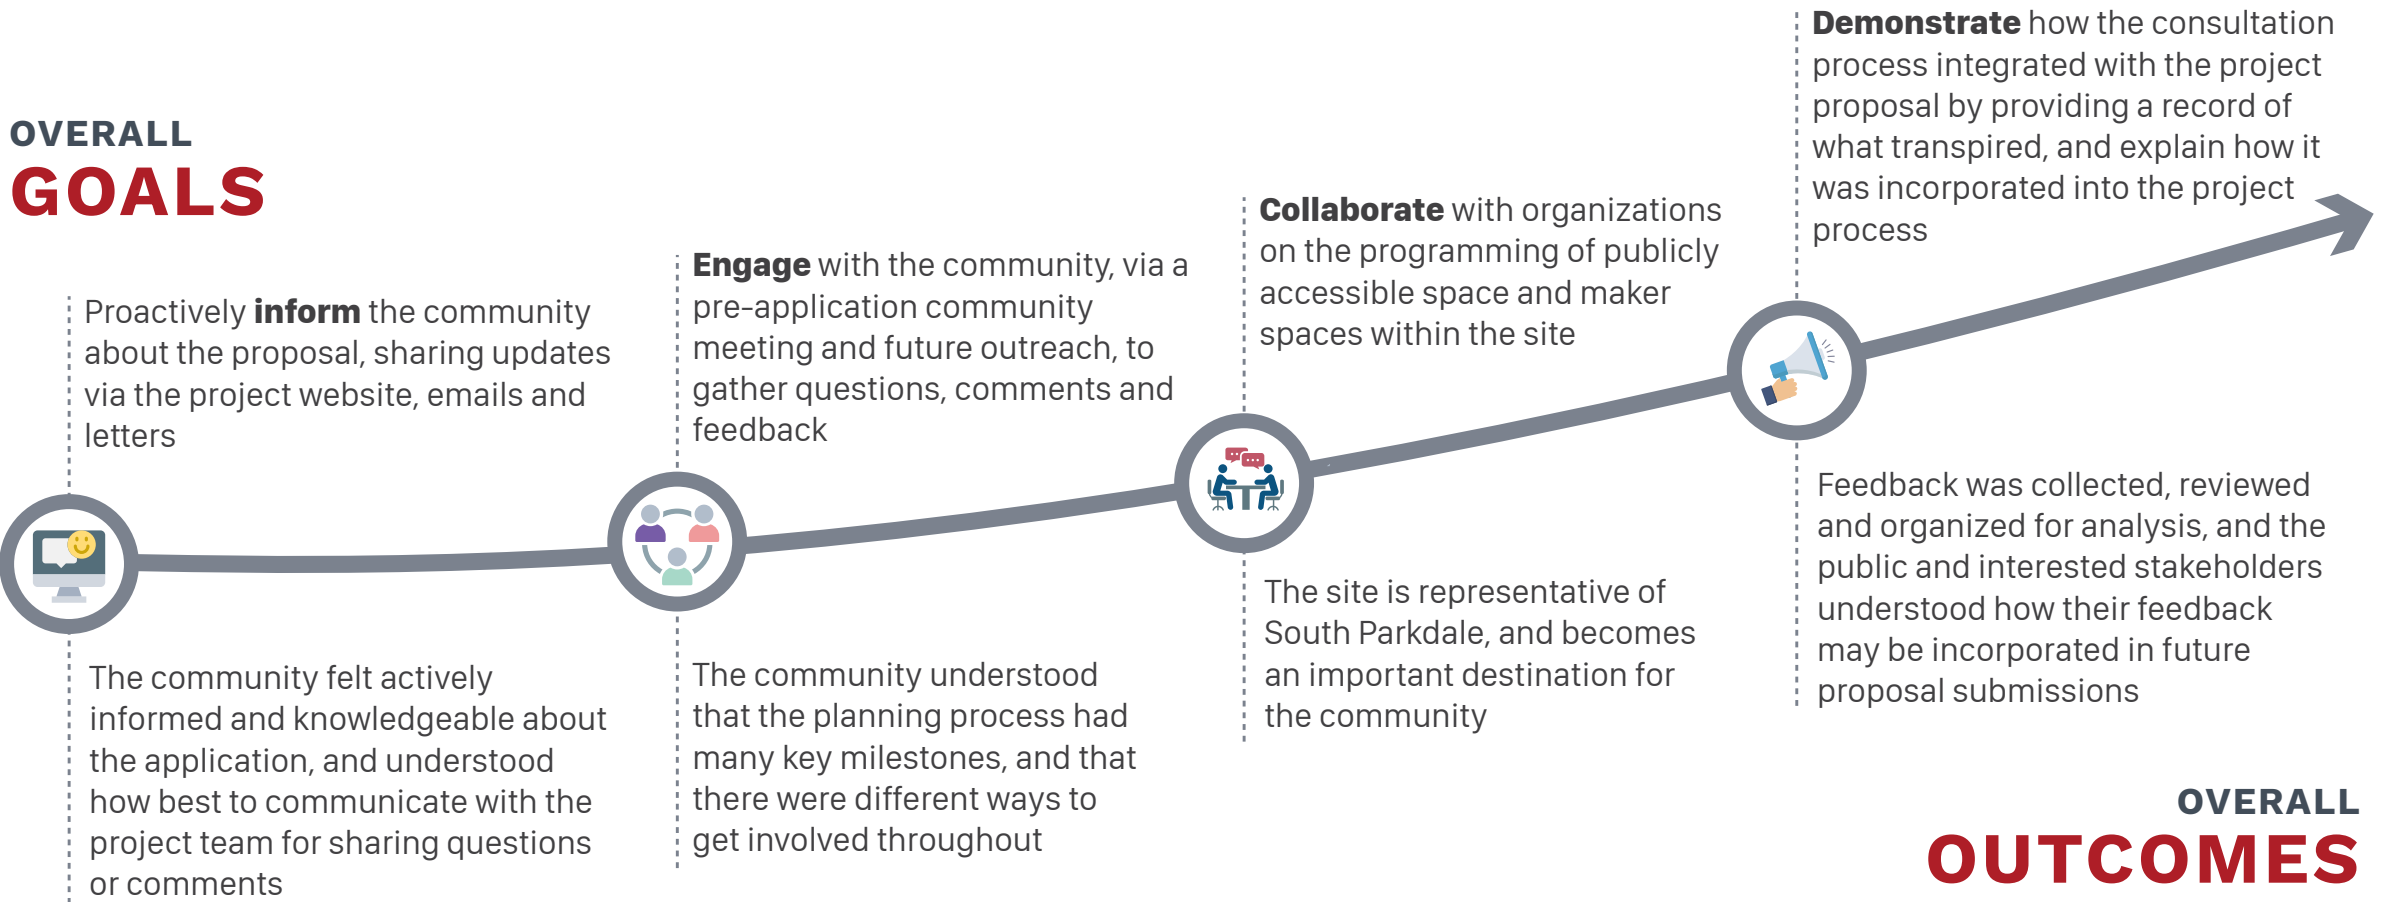 OVERALL
GOALS
Proactively inform the community
about the proposal, sharing updates
via the project website, emails and
letters
Engage with the community, via a
pre-application community
meeting and future outreach, to
gather questions, comments and
feedback
Collaborate with organizations
on the programming of publicly
accessible space and maker
spaces within the site
Demonstrate how the consultation
process integrated with the project
proposal by providing a record of
what transpired, and explain how it
was incorporated into the project
process
The community felt actively
informed and knowledgeable about
the application, and understood
how best to communicate with the
project team for sharing questions
or comments
The community understood
that the planning process had
many key milestones, and that
there were different ways to
get involved throughout
The site is representative of
South Parkdale, and becomes
an important destination for
the community
Feedback was collected, reviewed
and organized for analysis, and the
public and interested stakeholders
understood how their feedback
may be incorporated in future
proposal submissions
OVERALL
OUTCOMES